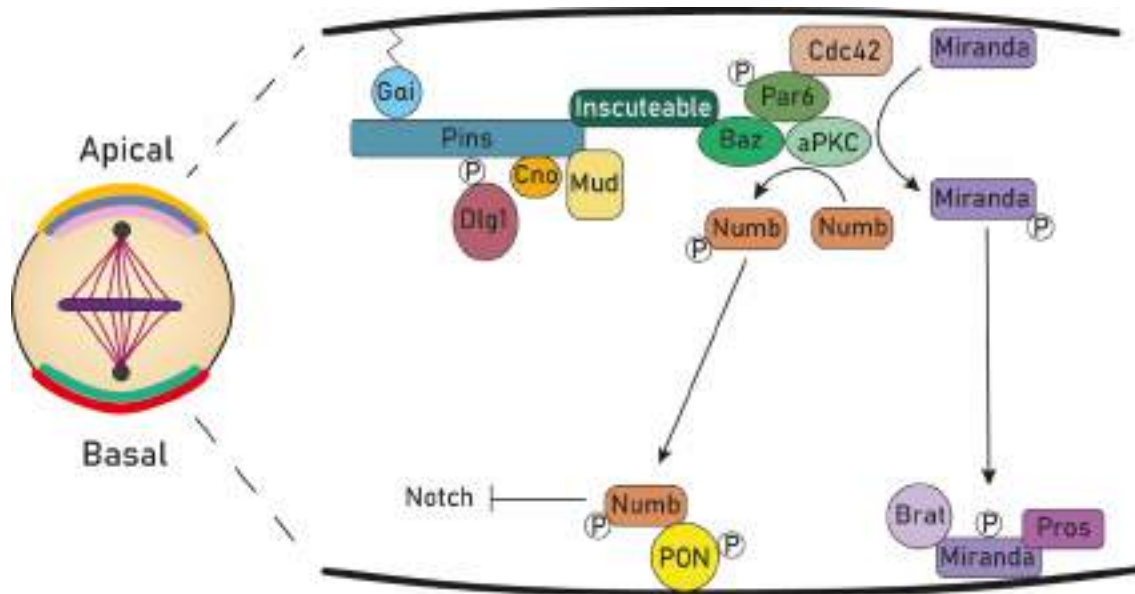 Apical
Basal
Gαi
Pins
Inscuteable
P
Dlg1
Cno
Mud
P
Par6
Cdc42
Baz
aPKC
Miranda
P
Numb
Numb
Miranda
P
Notch
Numb
P
PON
P
Brat
P
Pros
Miranda